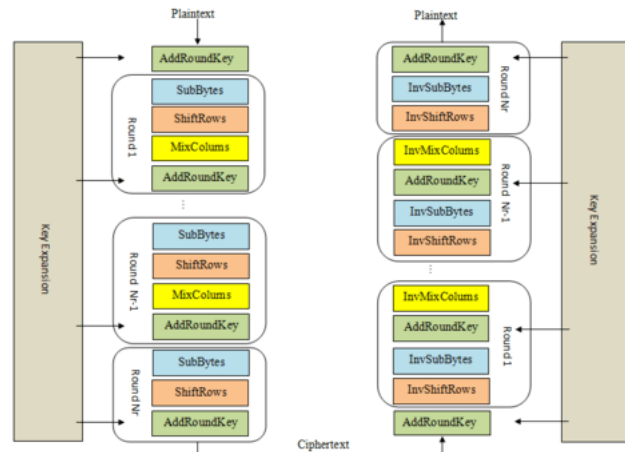 Plaintext
AddRoundKey
SubBytes
ShiftRows
MixColums
AddRoundKey
Round 1
...
SubBytes
ShiftRows
MixColums
AddRoundKey
Round Nr-1
SubBytes
ShiftRows
AddRoundKey
Round Nr
Key Expansion
Ciphertext
Plaintext
AddRoundKey
InvSubBytes
InvShiftRows
Round Nr
InvMixColums
AddRoundKey
InvSubBytes
InvShiftRows
Round Nr-1
...
InvMixColums
AddRoundKey
InvSubBytes
InvShiftRows
Round 1
AddRoundKey
Key Expansion